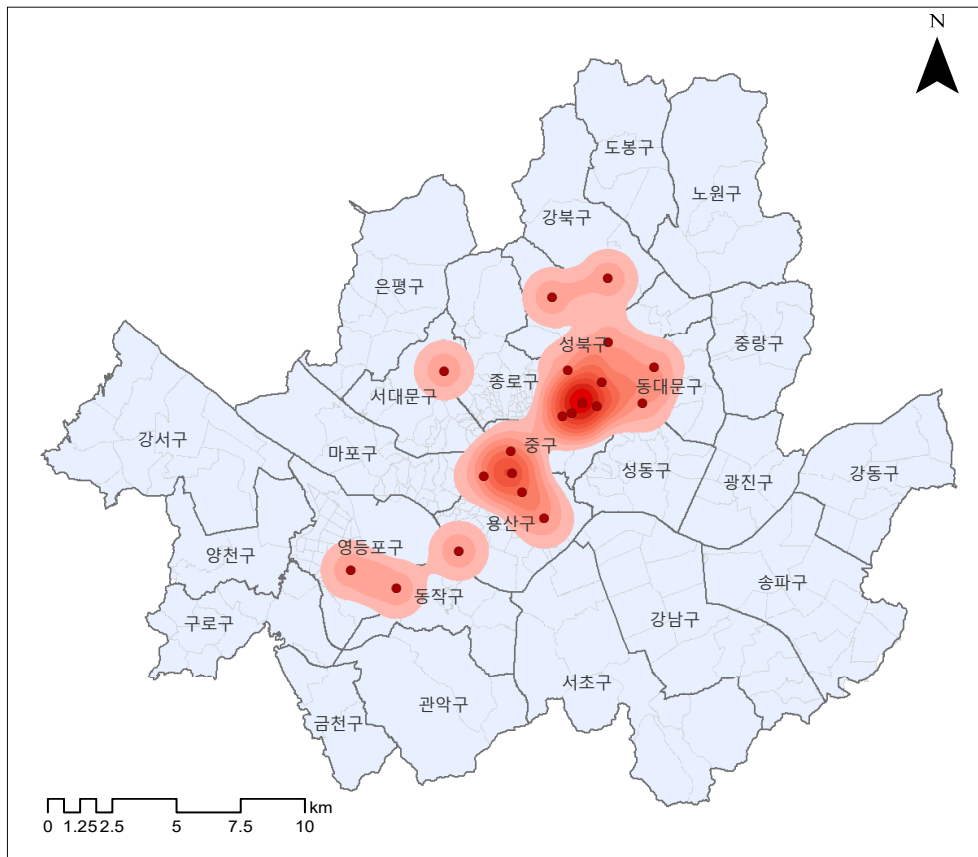 N
도봉구
노원구
강북구
은평구
성북구
중랑구
종로구
동대문구
서대문구
강서구
마포구
중구
성동구
광진구
강동구
용산구
영등포구
양천구
송파구
동작구
강남구
구로구
서초구
관악구
금천구
km
0 1.25 2.5 5 7.5 10